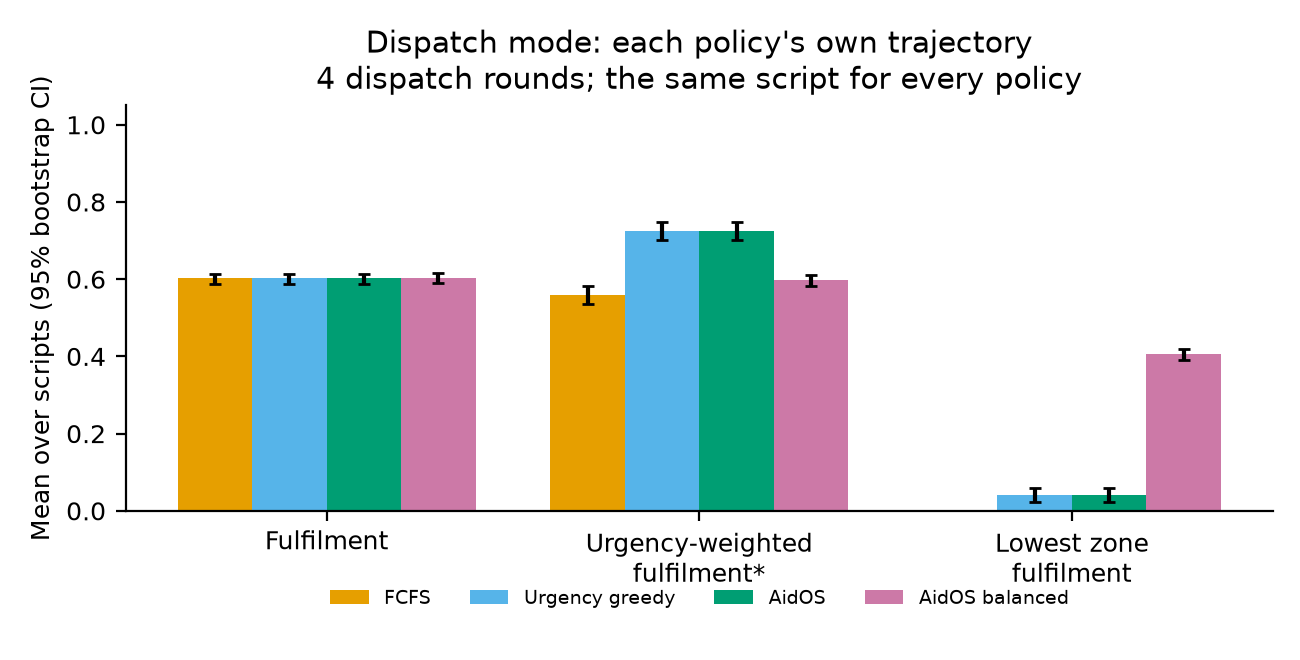 Dispatch mode: each policy's own trajectory
4 dispatch rounds; the same script for every policy
Mean over scripts (95% bootstrap CI)
1.0
0.8
0.6
0.4
0.2
0.0
Fulfilment
Urgency-weighted
fulfilment*
Lowest zone
fulfilment
FCFS
Urgency greedy
AidOS
AidOS balanced